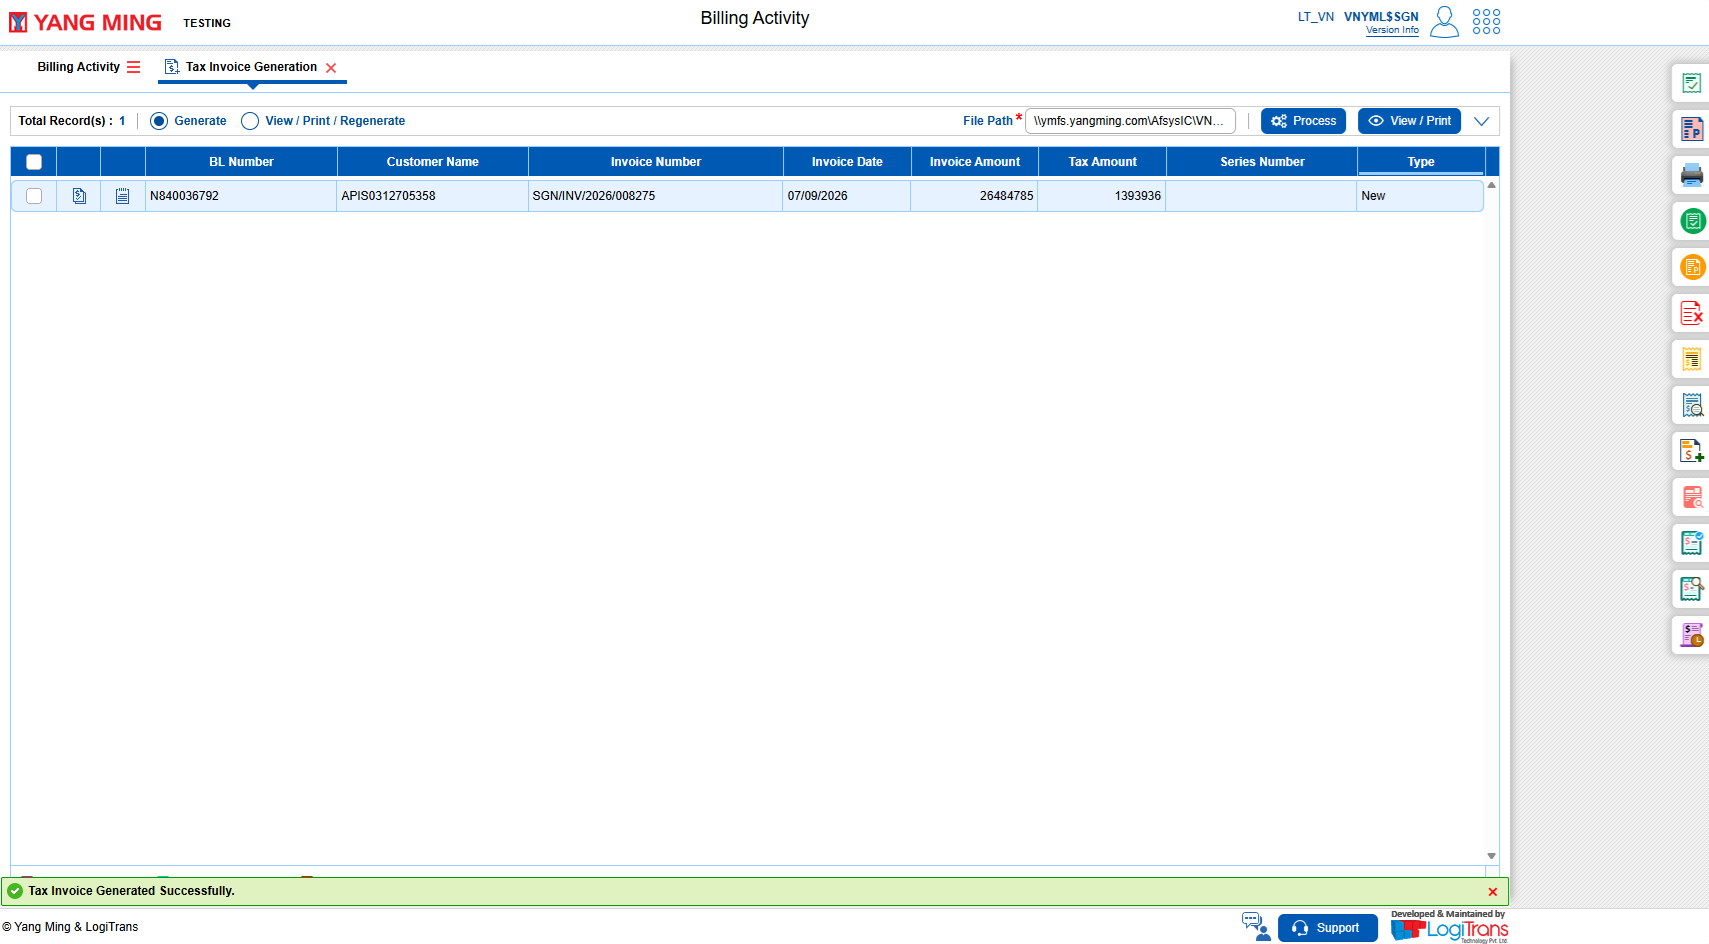 YANG MING TESTING
Billing Activity
LT_VN VNYML$SGN
Version Info
Billing Activity
Tax Invoice Generation
Total Record(s) : 1
Generate
View / Print / Regenerate
File Path *
\\ymfs.yangming.com\AfsysIC\VN...
Process
View / Print
BL Number Customer Name Invoice Number Invoice Date Invoice Amount Tax Amount Series Number Type
N840036792 APIS0312705358 SGN/INV/2026/008275 07/09/2026 26484785 1393936 New
Tax Invoice Generated Successfully.
© Yang Ming & LogiTrans
Support
Developed & Maintained by
LogiTrans
Technology Pvt. Ltd.